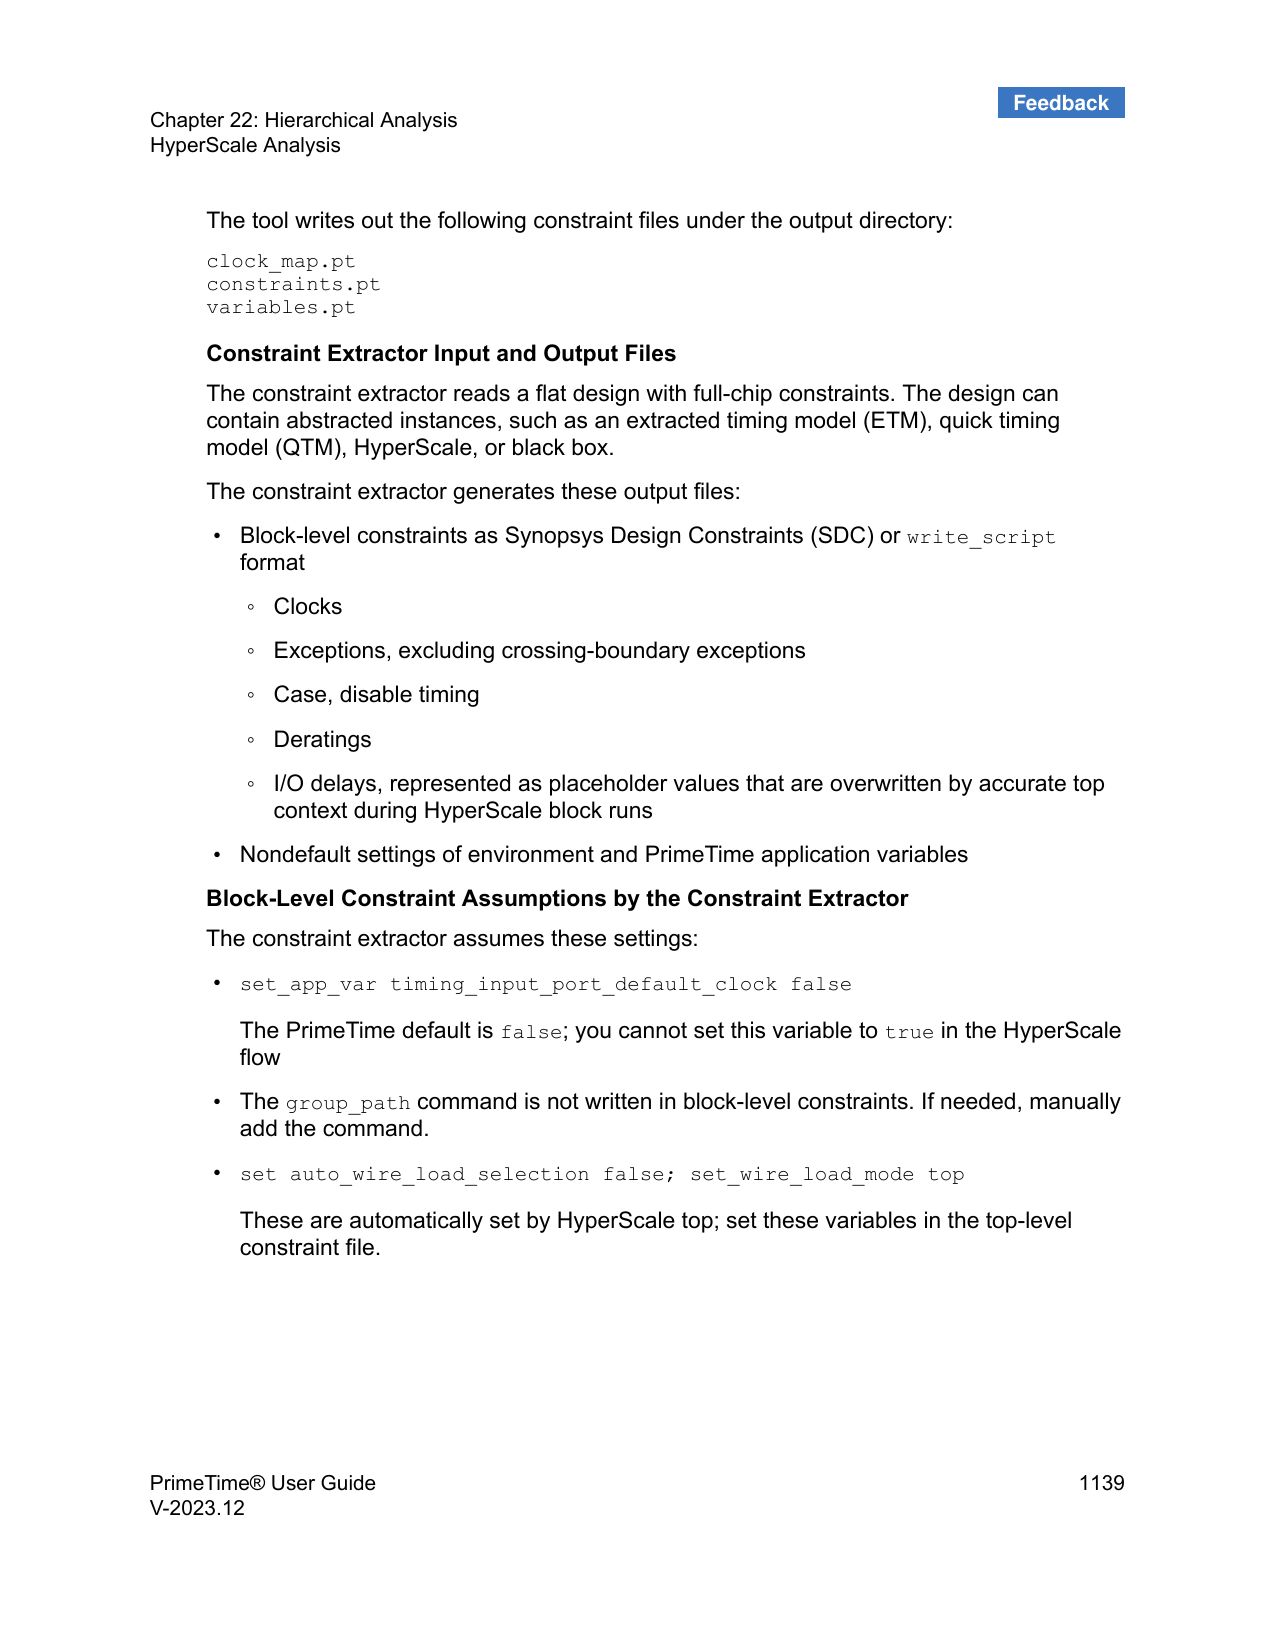 Feedback
Chapter 22: Hierarchical Analysis
HyperScale Analysis
The tool writes out the following constraint files under the output directory:
clock_map.pt
constraints.pt
variables.pt
Constraint Extractor Input and Output Files
The constraint extractor reads a flat design with full-chip constraints. The design can
contain abstracted instances, such as an extracted timing model (ETM), quick timing
model (QTM), HyperScale, or black box.
The constraint extractor generates these output files:
• Block-level constraints as Synopsys Design Constraints (SDC) or write_script
format
◦ Clocks
◦ Exceptions, excluding crossing-boundary exceptions
◦ Case, disable timing
◦ Deratings
◦ I/O delays, represented as placeholder values that are overwritten by accurate top
context during HyperScale block runs
• Nondefault settings of environment and PrimeTime application variables
Block-Level Constraint Assumptions by the Constraint Extractor
The constraint extractor assumes these settings:
• set_app_var timing_input_port_default_clock false
The PrimeTime default is false; you cannot set this variable to true in the HyperScale
flow
• The group_path command is not written in block-level constraints. If needed, manually
add the command.
• set auto_wire_load_selection false; set_wire_load_mode top
These are automatically set by HyperScale top; set these variables in the top-level
constraint file.
PrimeTime® User Guide
V-2023.12
1139